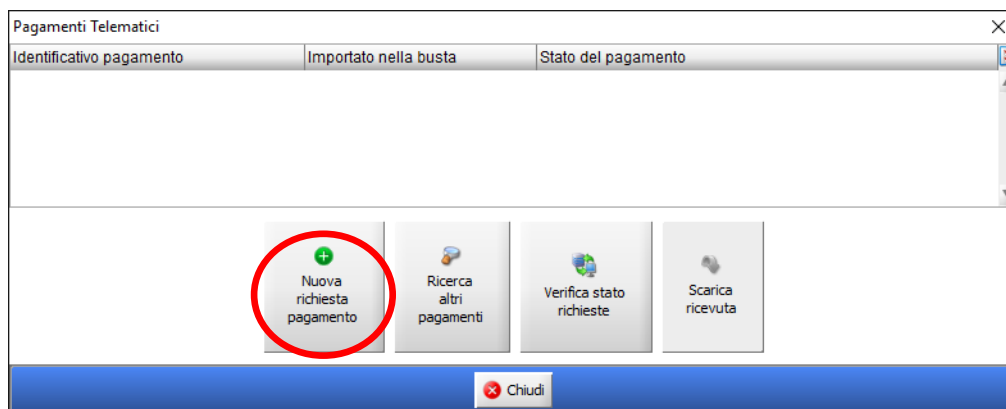 Pagamenti Telematici
Identificativo pagamento Importato nella busta Stato del pagamento
Nuova
richiesta
pagamento
Ricerca
altri
pagamenti
Verifica stato
richieste
Scarica
ricevuta
Chiudi